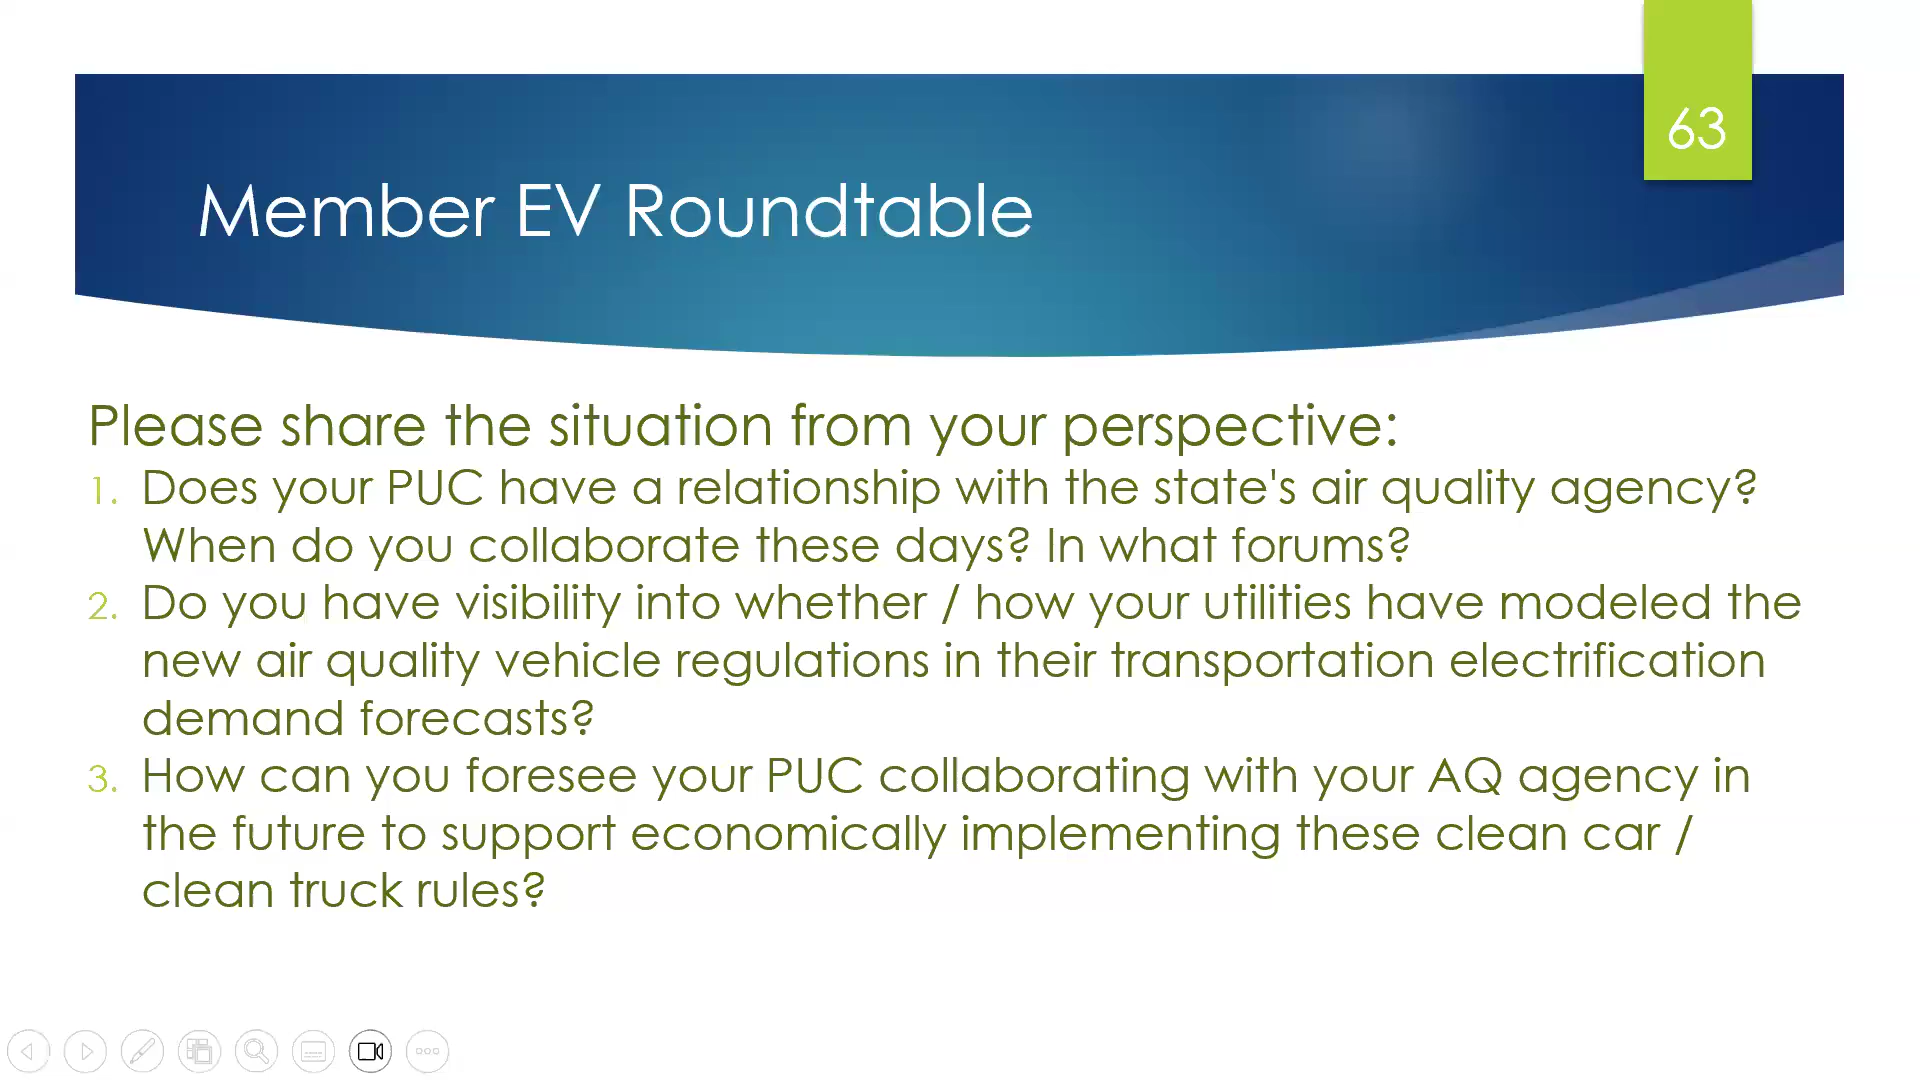 63
Member EV Roundtable
Please share the situation from your perspective:
1. Does your PUC have a relationship with the state's air quality agency?
When do you collaborate these days? In what forums?
2. Do you have visibility into whether / how your utilities have modeled the
new air quality vehicle regulations in their transportation electrification
demand forecasts?
3. How can you foresee your PUC collaborating with your AQ agency in
the future to support economically implementing these clean car /
clean truck rules?